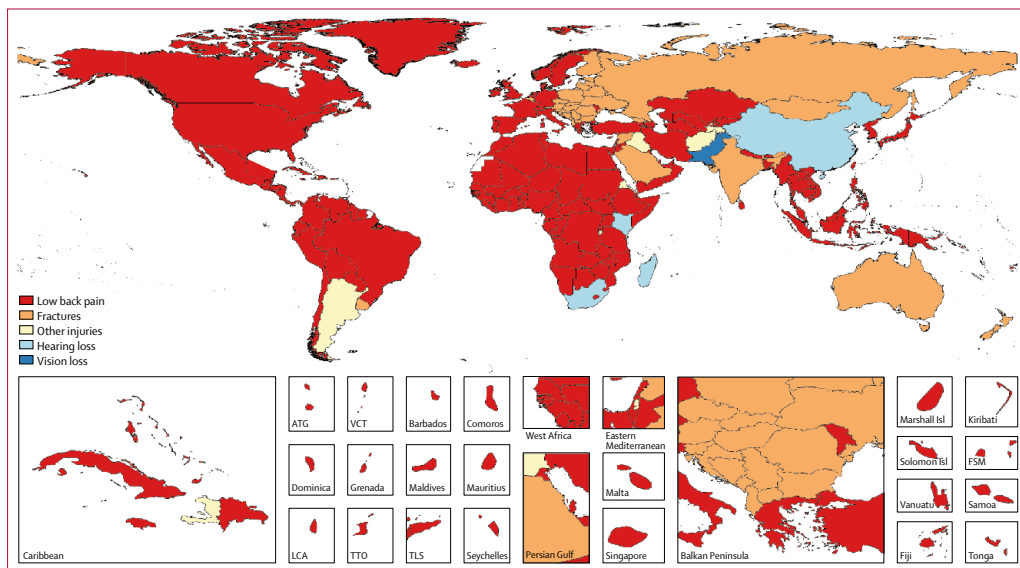 Low back pain
Fractures
Other injuries
Hearing loss
Vision loss
Caribbean
ATG
VCT
Barbados
Comoros
Dominica
Grenada
Maldives
Mauritius
LCA
TTO
TLS
Seychelles
West Africa
Eastern
Mediterranean
Persian Gulf
Malta
Singapore
Balkan Peninsula
Marshall Isl
Kiribati
Solomon Isl
FSM
Vanuatu
Samoa
Fiji
Tonga